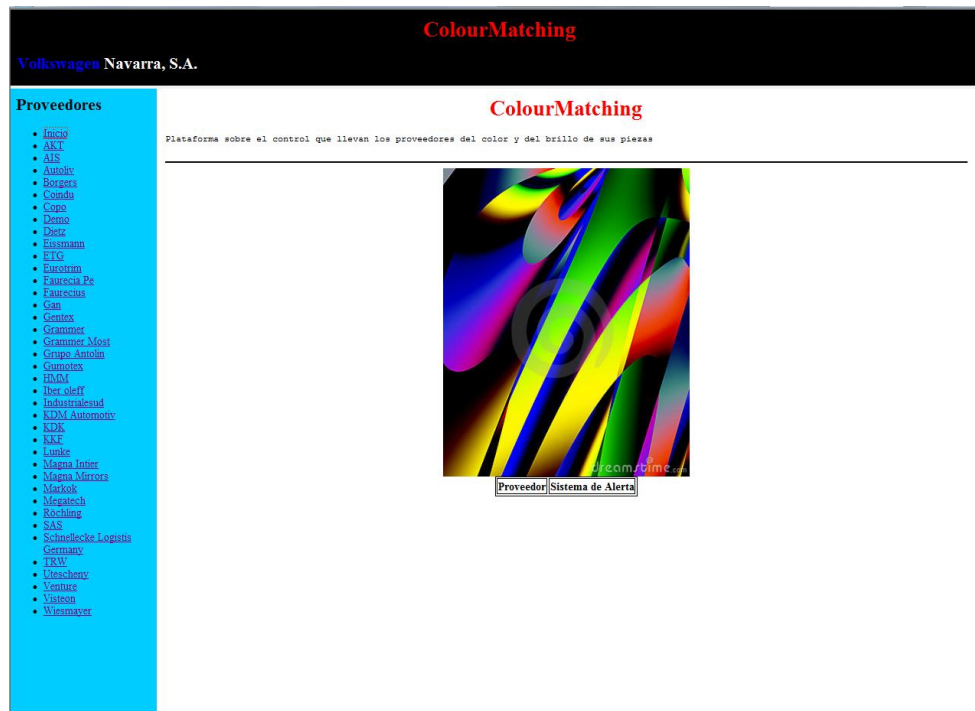 ColourMatching
Volkswagen Navarra, S.A.
Proveedores
Inicio
AKT
AIS
Autoliv
Borgers
Coindu
Copo
Demo
Dietz
Eissmann
ETG
Eurotrim
Faurecia Pe
Faurecius
Gan
Gentex
Grammer
Grammer Most
Grupo Antolin
Gumotex
HMM
Iber oleff
Industrialesud
KDM Automotiv
KDK
KKF
Lunke
Magna Intier
Magna Mirrors
Markok
Megatech
Röchling
SAS
Schnellecke Logistis
Germany
TRW
Utescheny
Venture
Visteon
Wiesmayer
ColourMatching
Plataforma sobre el control que llevan los proveedores del color y del brillo de sus piezas
dreamstime.com
Proveedor Sistema de Alerta